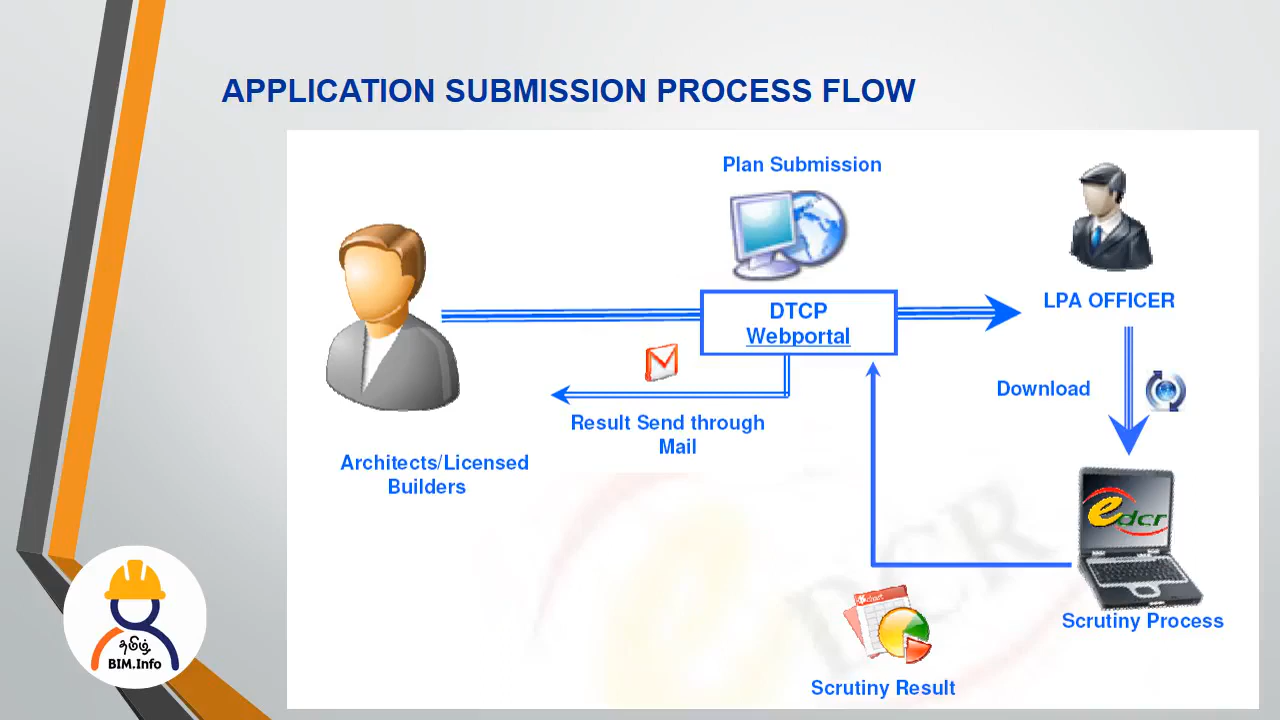 APPLICATION SUBMISSION PROCESS FLOW
Plan Submission
LPA OFFICER
DTCP
Webportal
Download
Result Send through
Mail
Architects/Licensed
Builders
edcr
Scrutiny Process
Scrutiny Result
DCR
தமிழ்
BIM.Info